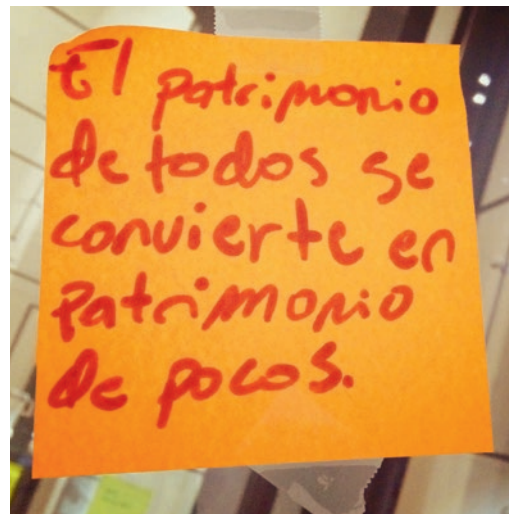 El patrimonio
de todos se
convierte en
patrimonio
de pocos.